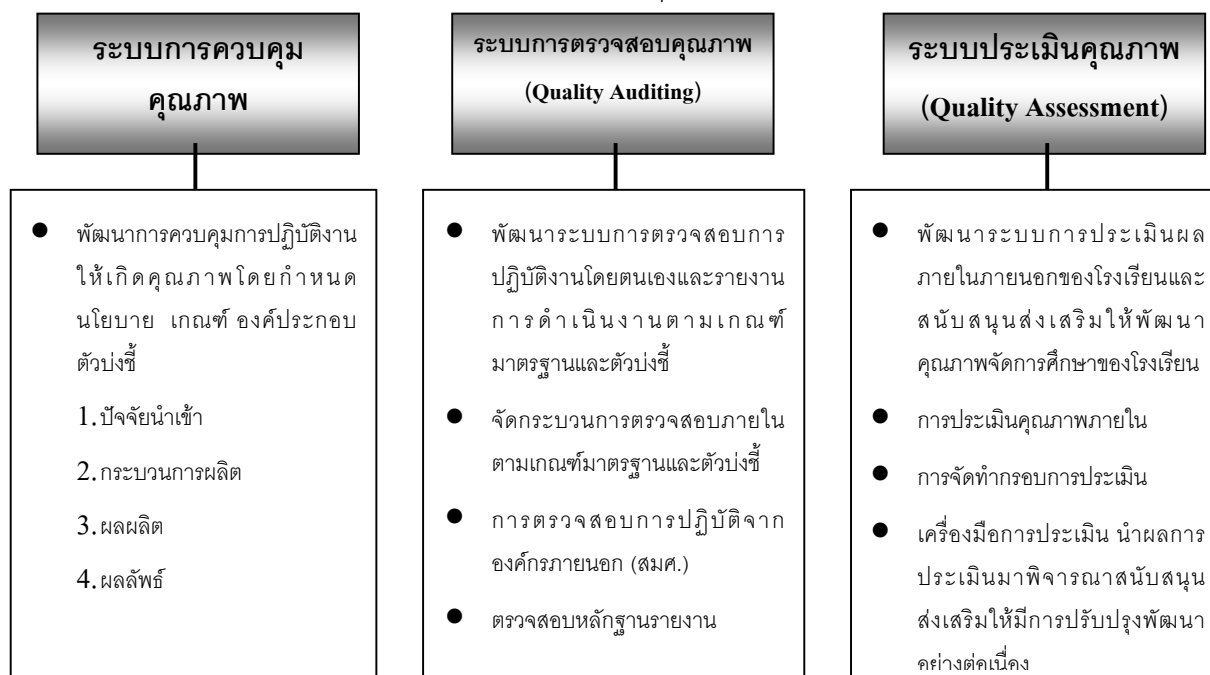 ระบบการควบคุม
คุณภาพ
● พัฒนาการควบคุมการปฏิบัติงาน
ให้เกิดคุณภาพโดยกำหนด
นโยบาย เกณฑ์ องค์ประกอบ
ตัวบ่งชี้
1. ปัจจัยนำเข้า
2. กระบวนการผลิต
3. ผลผลิต
4. ผลลัพธ์
ระบบการตรวจสอบคุณภาพ
(Quality Auditing)
● พัฒนาระบบการตรวจสอบการ
ปฏิบัติงานโดยตนเองและรายงาน
การดำเนินงานตามเกณฑ์
มาตรฐานและตัวบ่งชี้
● จัดกระบวนการตรวจสอบภายใน
ตามเกณฑ์มาตรฐานและตัวบ่งชี้
● การตรวจสอบการปฏิบัติจาก
องค์กรภายนอก (สมศ.)
● ตรวจสอบหลักฐานรายงาน
ระบบประเมินคุณภาพ
(Quality Assessment)
● พัฒนาระบบการประเมินผล
ภายในภายนอกของโรงเรียนและ
สนับสนุนส่งเสริมให้พัฒนา
คุณภาพจัดการศึกษาของโรงเรียน
● การประเมินคุณภาพภายใน
● การจัดทำกรอบการประเมิน
● เครื่องมือการประเมิน นำผลการ
ประเมินมาพิจารณาสนับสนุน
ส่งเสริมให้มีการปรับปรุงพัฒนา
อย่างต่อเนื่อง